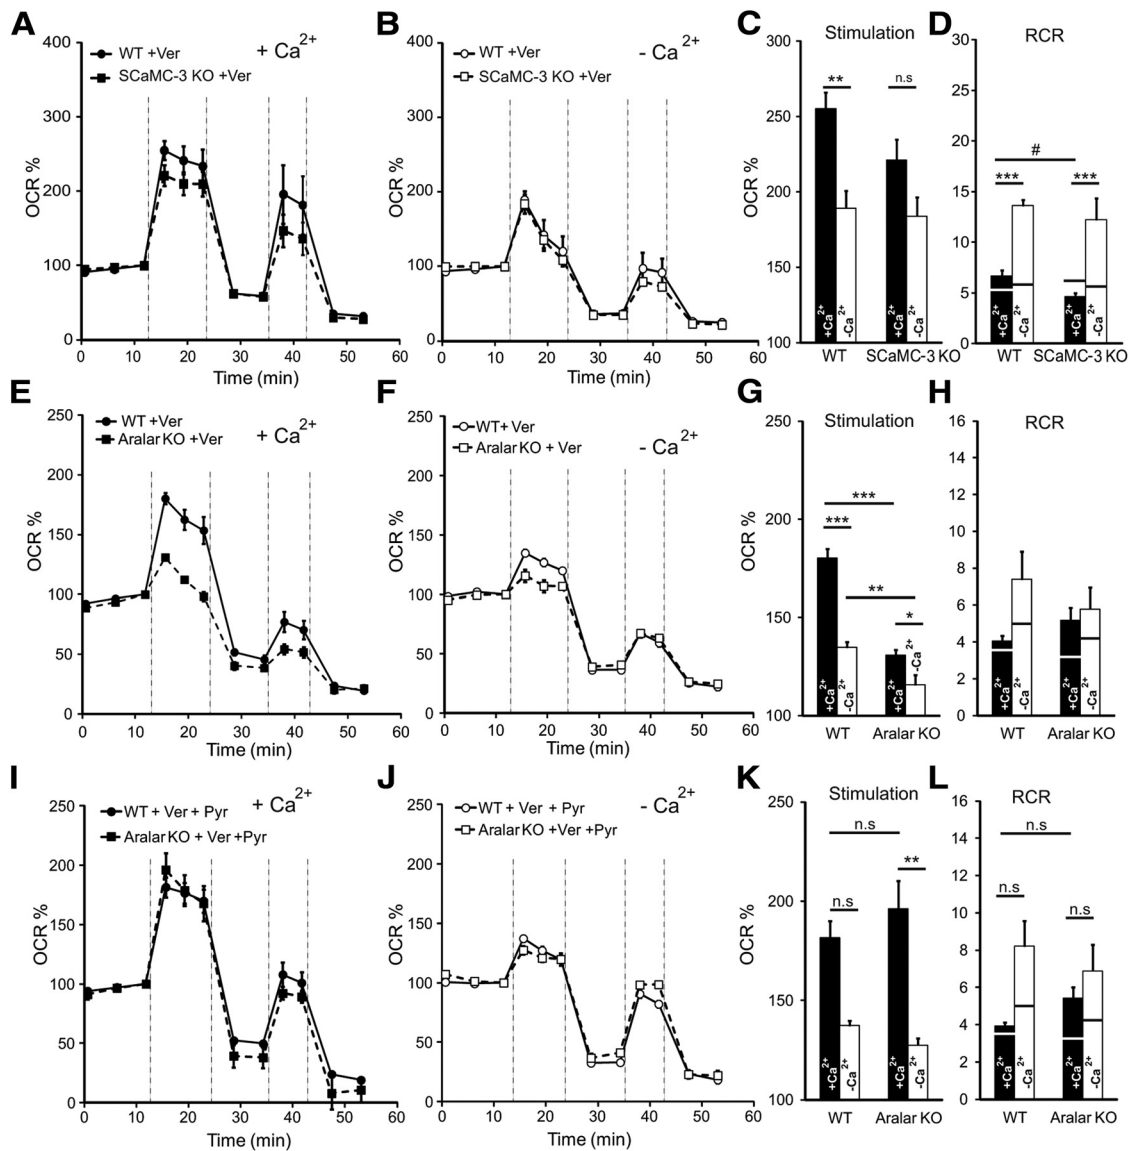 A
+ Ca2+
WT +Ver
SCaMC-3 KO +Ver
OCR %
400
300
200
100
0
0 10 20 30 40 50 60
Time (min)
B
- Ca2+
WT +Ver
SCaMC-3 KO +Ver
OCR %
400
300
200
100
0
0 10 20 30 40 50 60
Time (min)
C
Stimulation
OCR %
300
250
200
150
100
**
n.s
+Ca2+
-Ca2+
+Ca2+
-Ca2+
WT SCaMC-3 KO
D
RCR
30
25
20
15
10
5
0
#
***
***
+Ca2+
-Ca2+
+Ca2+
-Ca2+
WT SCaMC-3 KO
E
+ Ca2+
WT +Ver
Aralar KO +Ver
OCR %
250
200
150
100
50
0
0 10 20 30 40 50 60
Time (min)
F
- Ca2+
WT+ Ver
Aralar KO + Ver
OCR %
250
200
150
100
50
0
0 10 20 30 40 50 60
Time (min)
G
Stimulation
OCR %
250
200
150
100
***
***
**
*
+Ca2+
-Ca2+
+Ca2+
-Ca2+
WT Aralar KO
H
RCR
16
14
12
10
8
6
4
2
0
+Ca2+
-Ca2+
+Ca2+
-Ca2+
WT Aralar KO
I
+ Ca2+
WT + Ver + Pyr
Aralar KO + Ver +Pyr
OCR %
250
200
150
100
50
0
0 10 20 30 40 50 60
Time (min)
J
- Ca2+
WT + Ver + Pyr
Aralar KO +Ver +Pyr
OCR %
250
200
150
100
50
0
0 10 20 30 40 50 60
Time (min)
K
Stimulation
OCR %
250
200
150
100
n.s
n.s
**
+Ca2+
-Ca2+
+Ca2+
-Ca2+
WT Aralar KO
L
RCR
16
14
12
10
8
6
4
2
0
n.s
n.s
n.s
+Ca2+
-Ca2+
+Ca2+
-Ca2+
WT Aralar KO